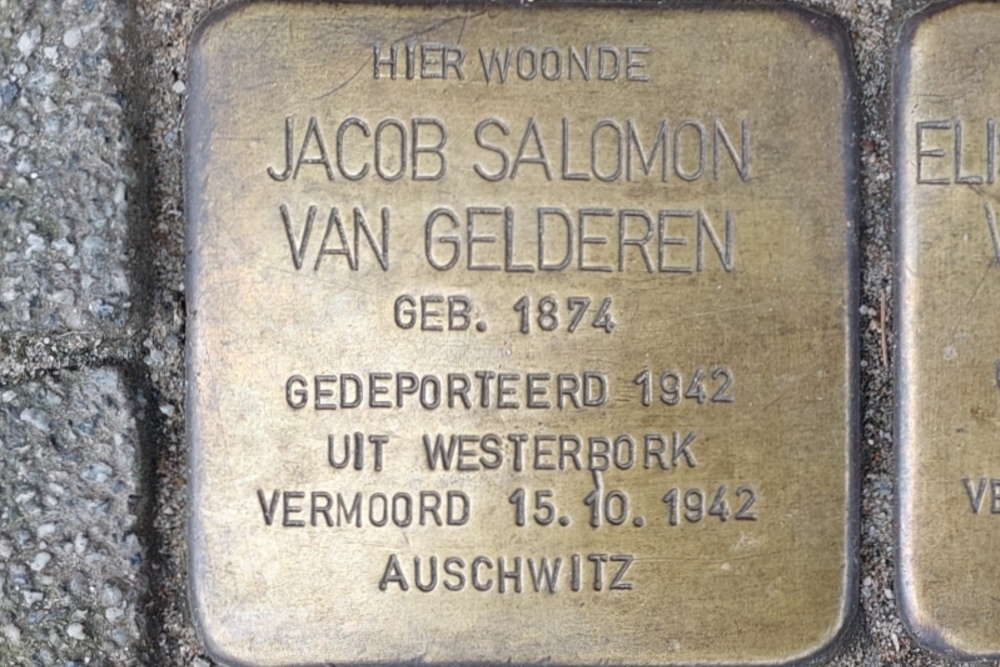 HIER WOONDE
JACOB SALOMON
VAN GELDEREN
GEB. 1874
GEDEPORTEERD 1942
UIT WESTERBORK
VERMOORD 15.10.1942
AUSCHWITZ